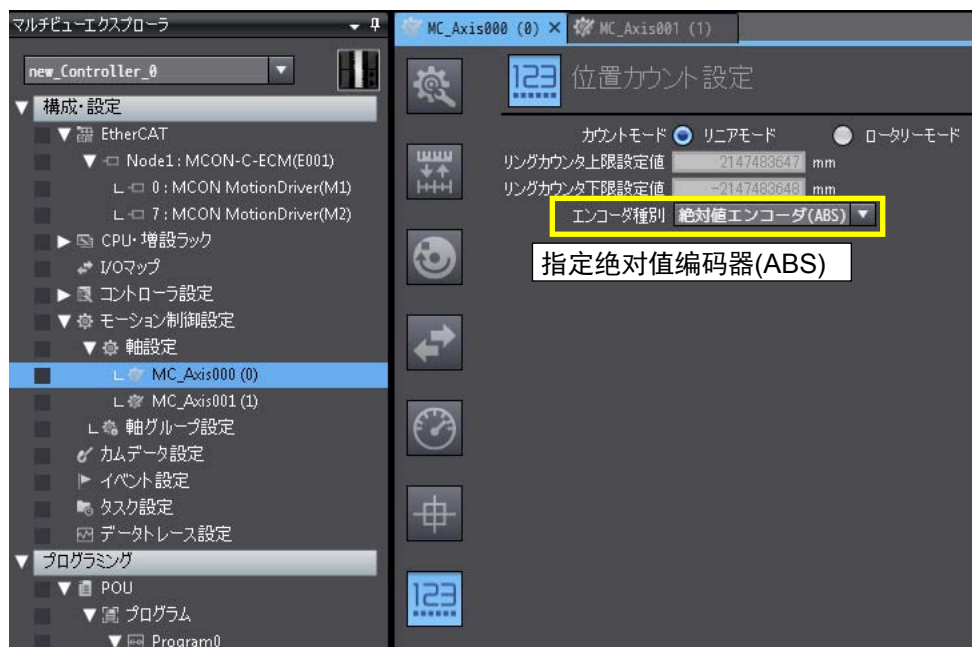 マルチビューエクスプローラ
new_Controller_0
構成・設定
EtherCAT
Node1 : MCON-C-ECM(E001)
0 : MCON MotionDriver(M1)
7 : MCON MotionDriver(M2)
CPU・増設ラック
I/Oマップ
コントローラ設定
モーション制御設定
軸設定
MC_Axis000 (0)
MC_Axis001 (1)
軸グループ設定
カムデータ設定
イベント設定
タスク設定
データトレース設定
プログラミング
POU
プログラム
Program0
MC_Axis000 (0) × MC_Axis001 (1)
123 位置カウント設定
カウントモード リニアモード ロータリーモード
リングカウンタ上限設定値 2147483647 mm
リングカウンタ下限設定値 -2147483648 mm
エンコーダ種別 絶対値エンコーダ(ABS)
指定绝对值编码器(ABS)
123